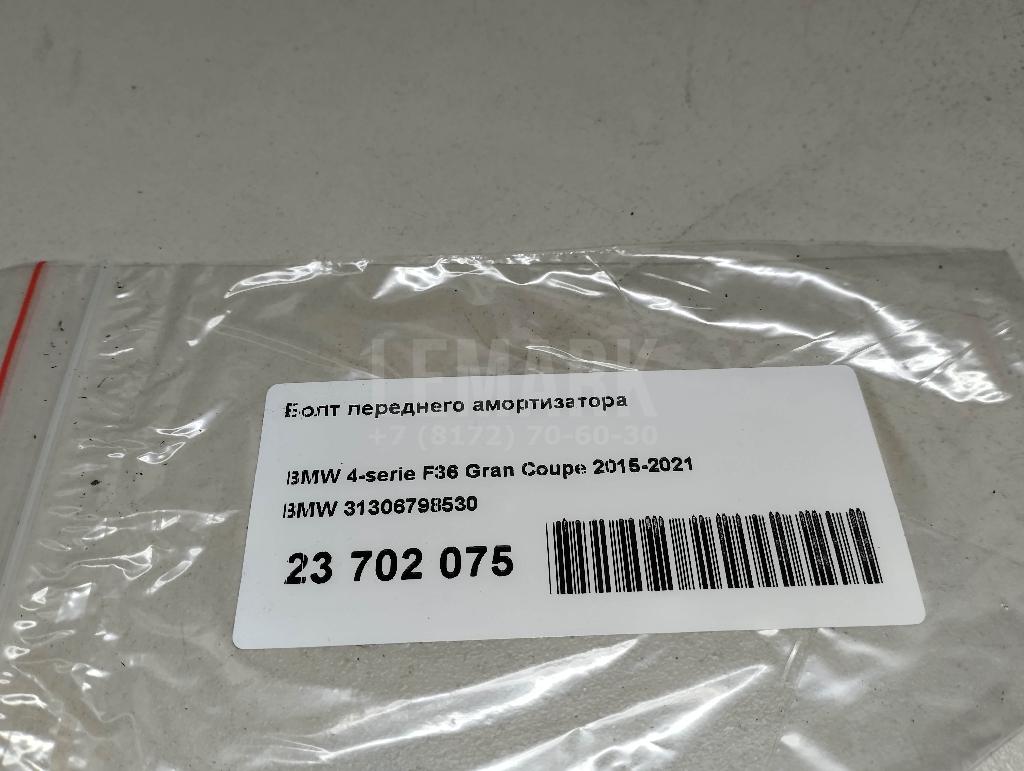 LEMARK
Болт переднего амортизатора
+7 (8172) 70-60-30
BMW 4-serie F36 Gran Coupe 2015-2021
BMW 31306798530
23 702 075